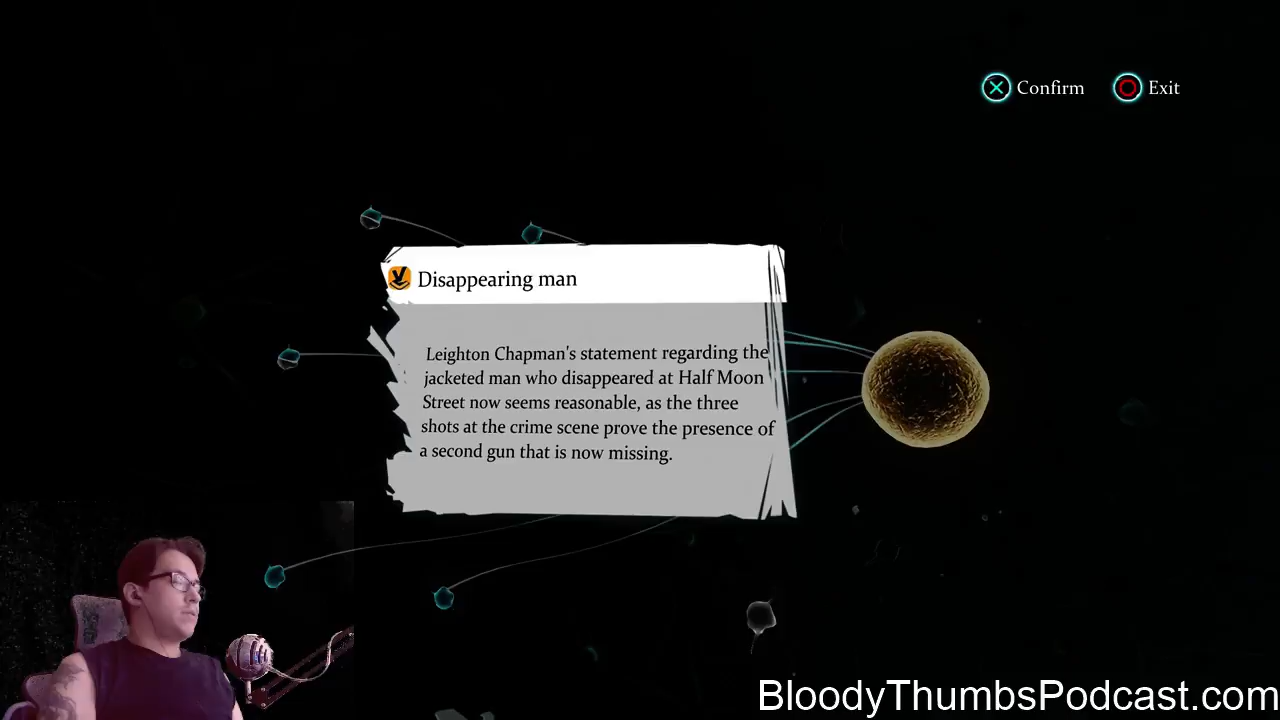 Confirm
Exit
Disappearing man
Leighton Chapman's statement regarding the
jacketed man who disappeared at Half Moon
Street now seems reasonable, as the three
shots at the crime scene prove the presence of
a second gun that is now missing.
BloodyThumbsPodcast.com